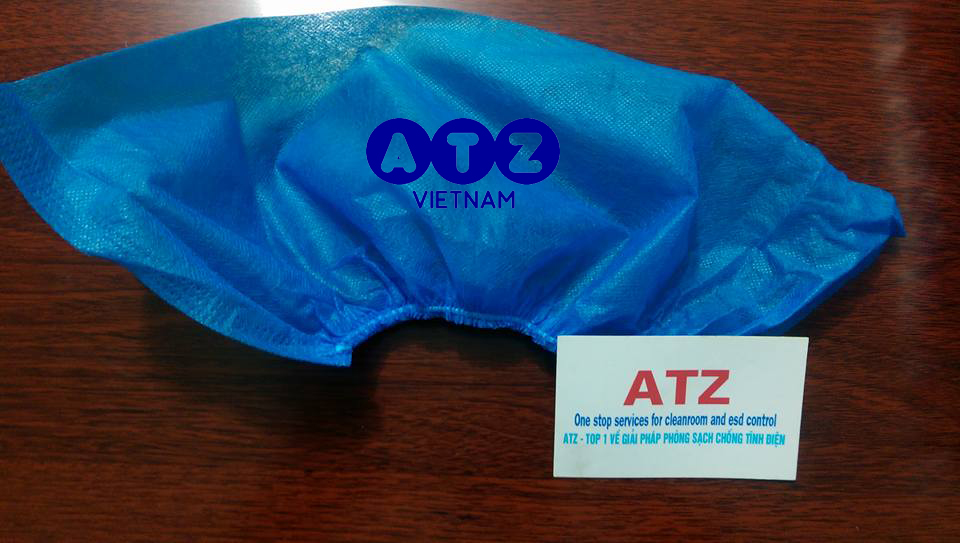 ATZ
VIETNAM
ATZ
One stop services for cleanroom and esd control
ATZ - TOP 1 VỀ GIẢI PHÁP PHÒNG SẠCH CHỐNG TĨNH ĐIỆN